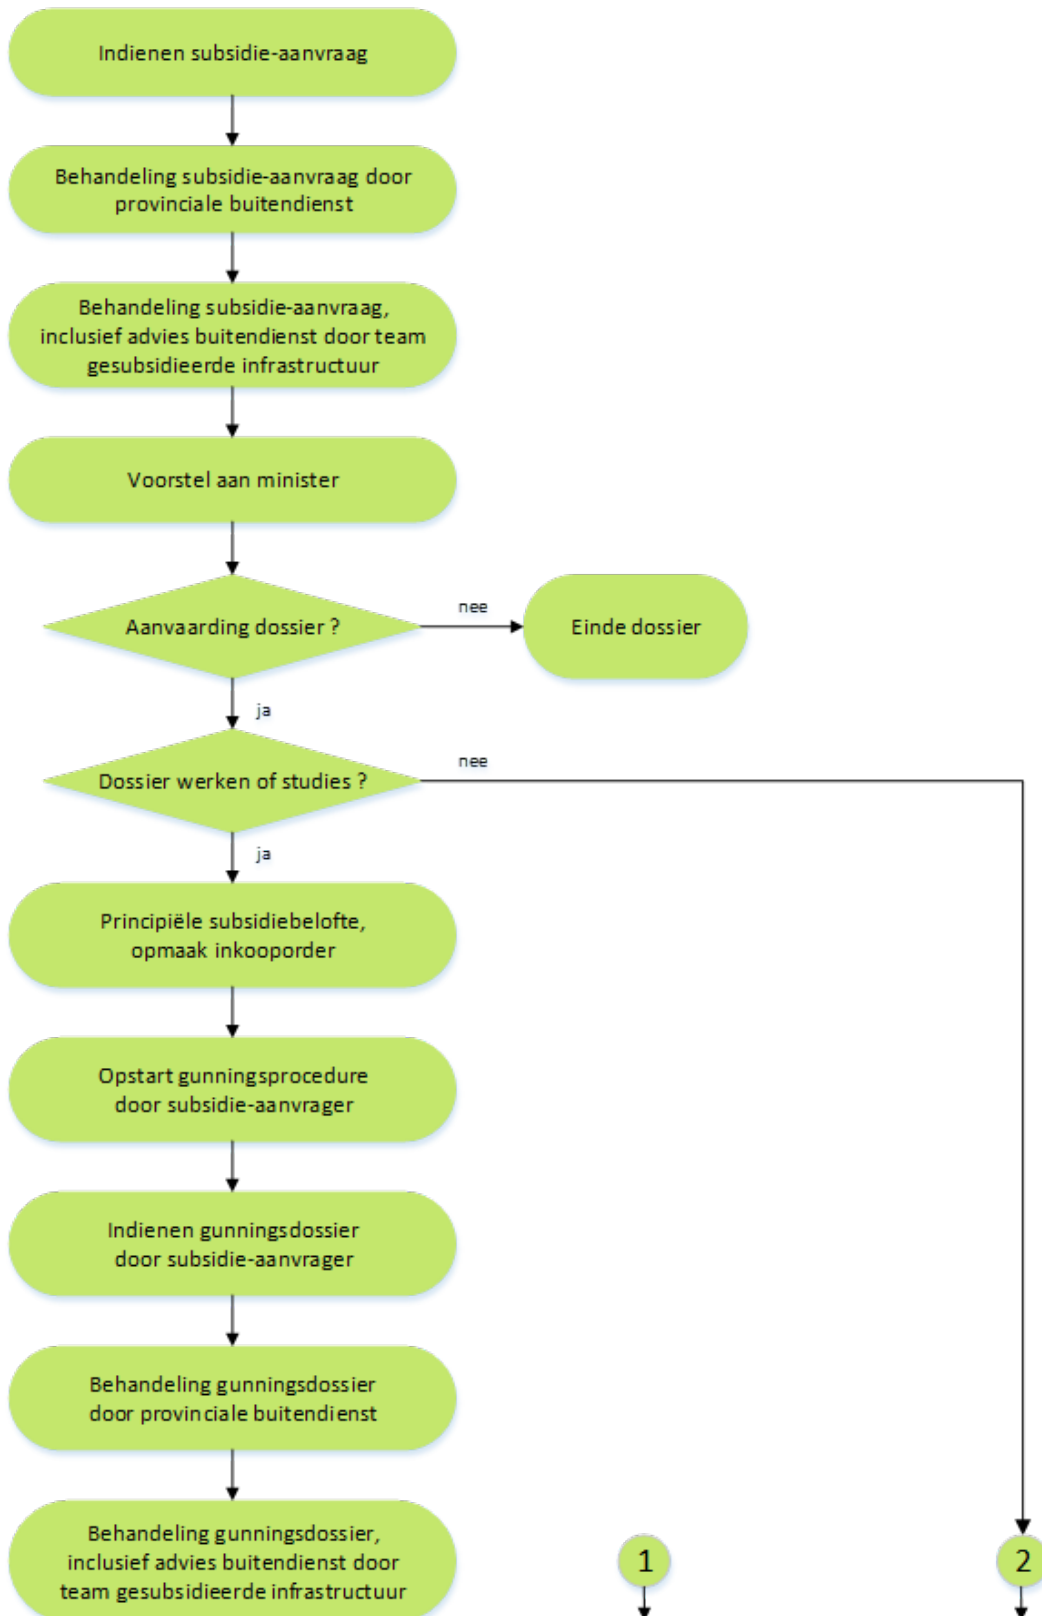 Indienen subsidie-aanvraag
Behandeling subsidie-aanvraag door
provinciale buitendienst
Behandeling subsidie-aanvraag,
inclusief advies buitendienst door team
gesubsidieerde infrastructuur
Voorstel aan minister
Aanvaarding dossier ?
nee
Einde dossier
ja
Dossier werken of studies ?
nee
ja
Principiële subsidiebelofte,
opmaak inkooporder
Opstart gunningsprocedure
door subsidie-aanvrager
Indienen gunningsdossier
door subsidie-aanvrager
Behandeling gunningsdossier
door provinciale buitendienst
Behandeling gunningsdossier,
inclusief advies buitendienst door
team gesubsidieerde infrastructuur
1
2